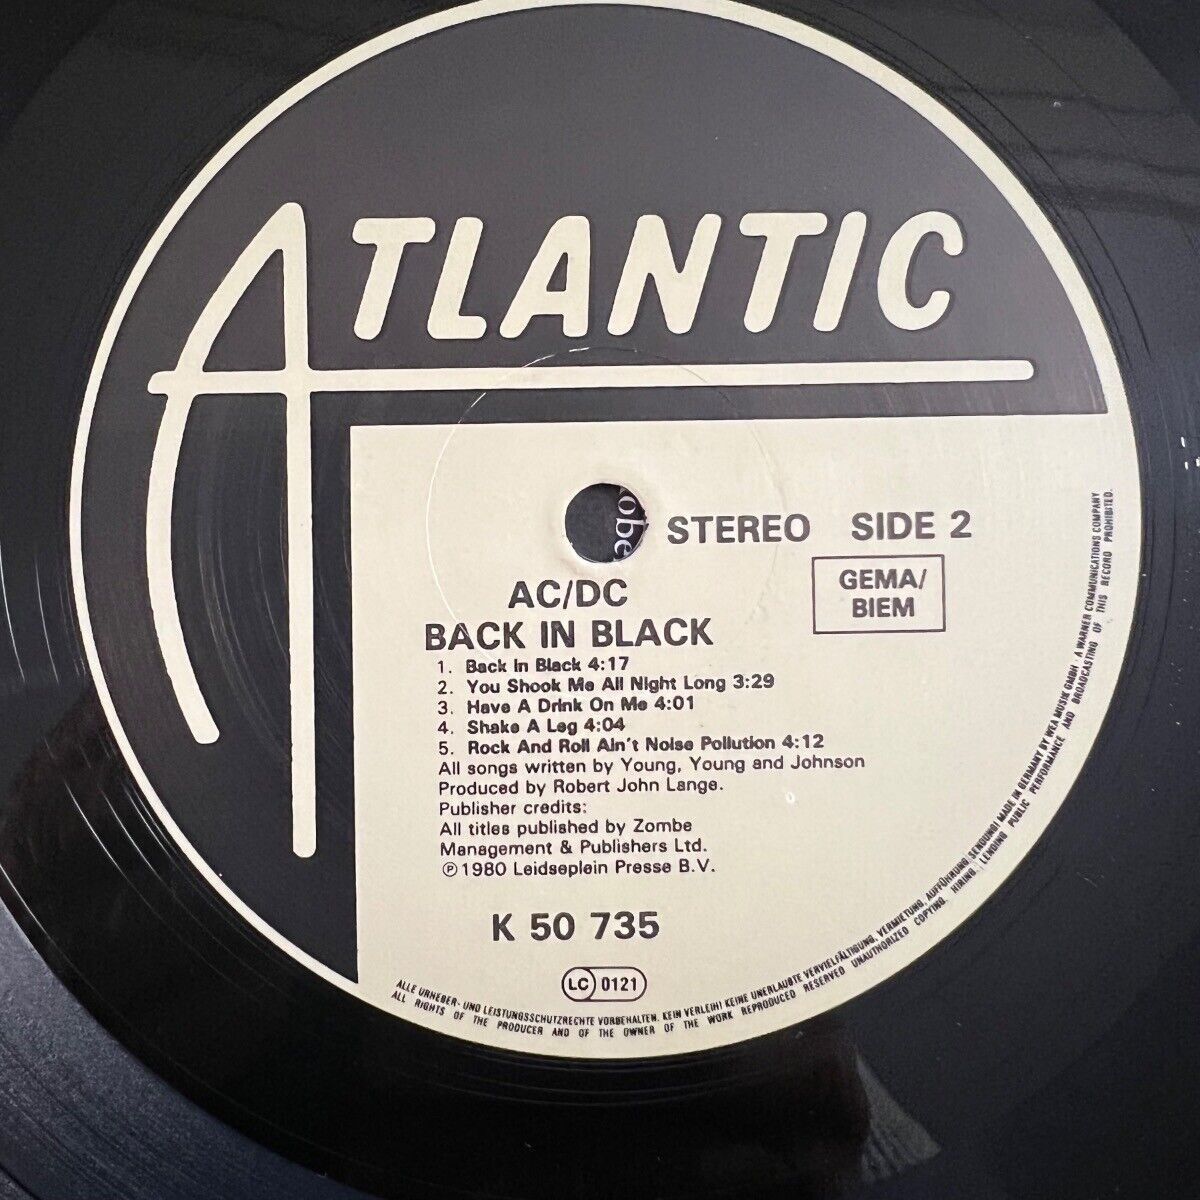 ATLANTIC
obe
STEREO SIDE 2
GEMA/
BIEM
AC/DC
BACK IN BLACK
1. Back In Black 4:17
2. You Shook Me All Night Long 3:29
3. Have A Drink On Me 4:01
4. Shake A Leg 4:04
5. Rock And Roll Ain't Noise Pollution 4:12
All songs written by Young, Young and Johnson
Produced by Robert John Lange.
Publisher credits:
All titles published by Zombe
Management & Publishers Ltd.
℗ 1980 Leidseplein Presse B.V.
K 50 735
LC 0121
ALLE URHEBER- UND LEISTUNGSSCHUTZRECHTE VORBEHALTEN. KEIN VERLEIH! KEINE UNERLAUBTE VERVIELFÄLTIGUNG, VERMIETUNG, AUFFÜHRUNG, SENDUNG! MADE IN GERMANY BY WEA MUSIK GMBH. A WARNER COMMUNICATIONS COMPANY
ALL RIGHTS OF THE PRODUCER AND OF THE OWNER OF THE WORK REPRODUCED RESERVED UNAUTHORIZED COPYING, HIRING, LENDING PUBLIC PERFORMANCE AND BROADCASTING OF THIS RECORD PROHIBITED.